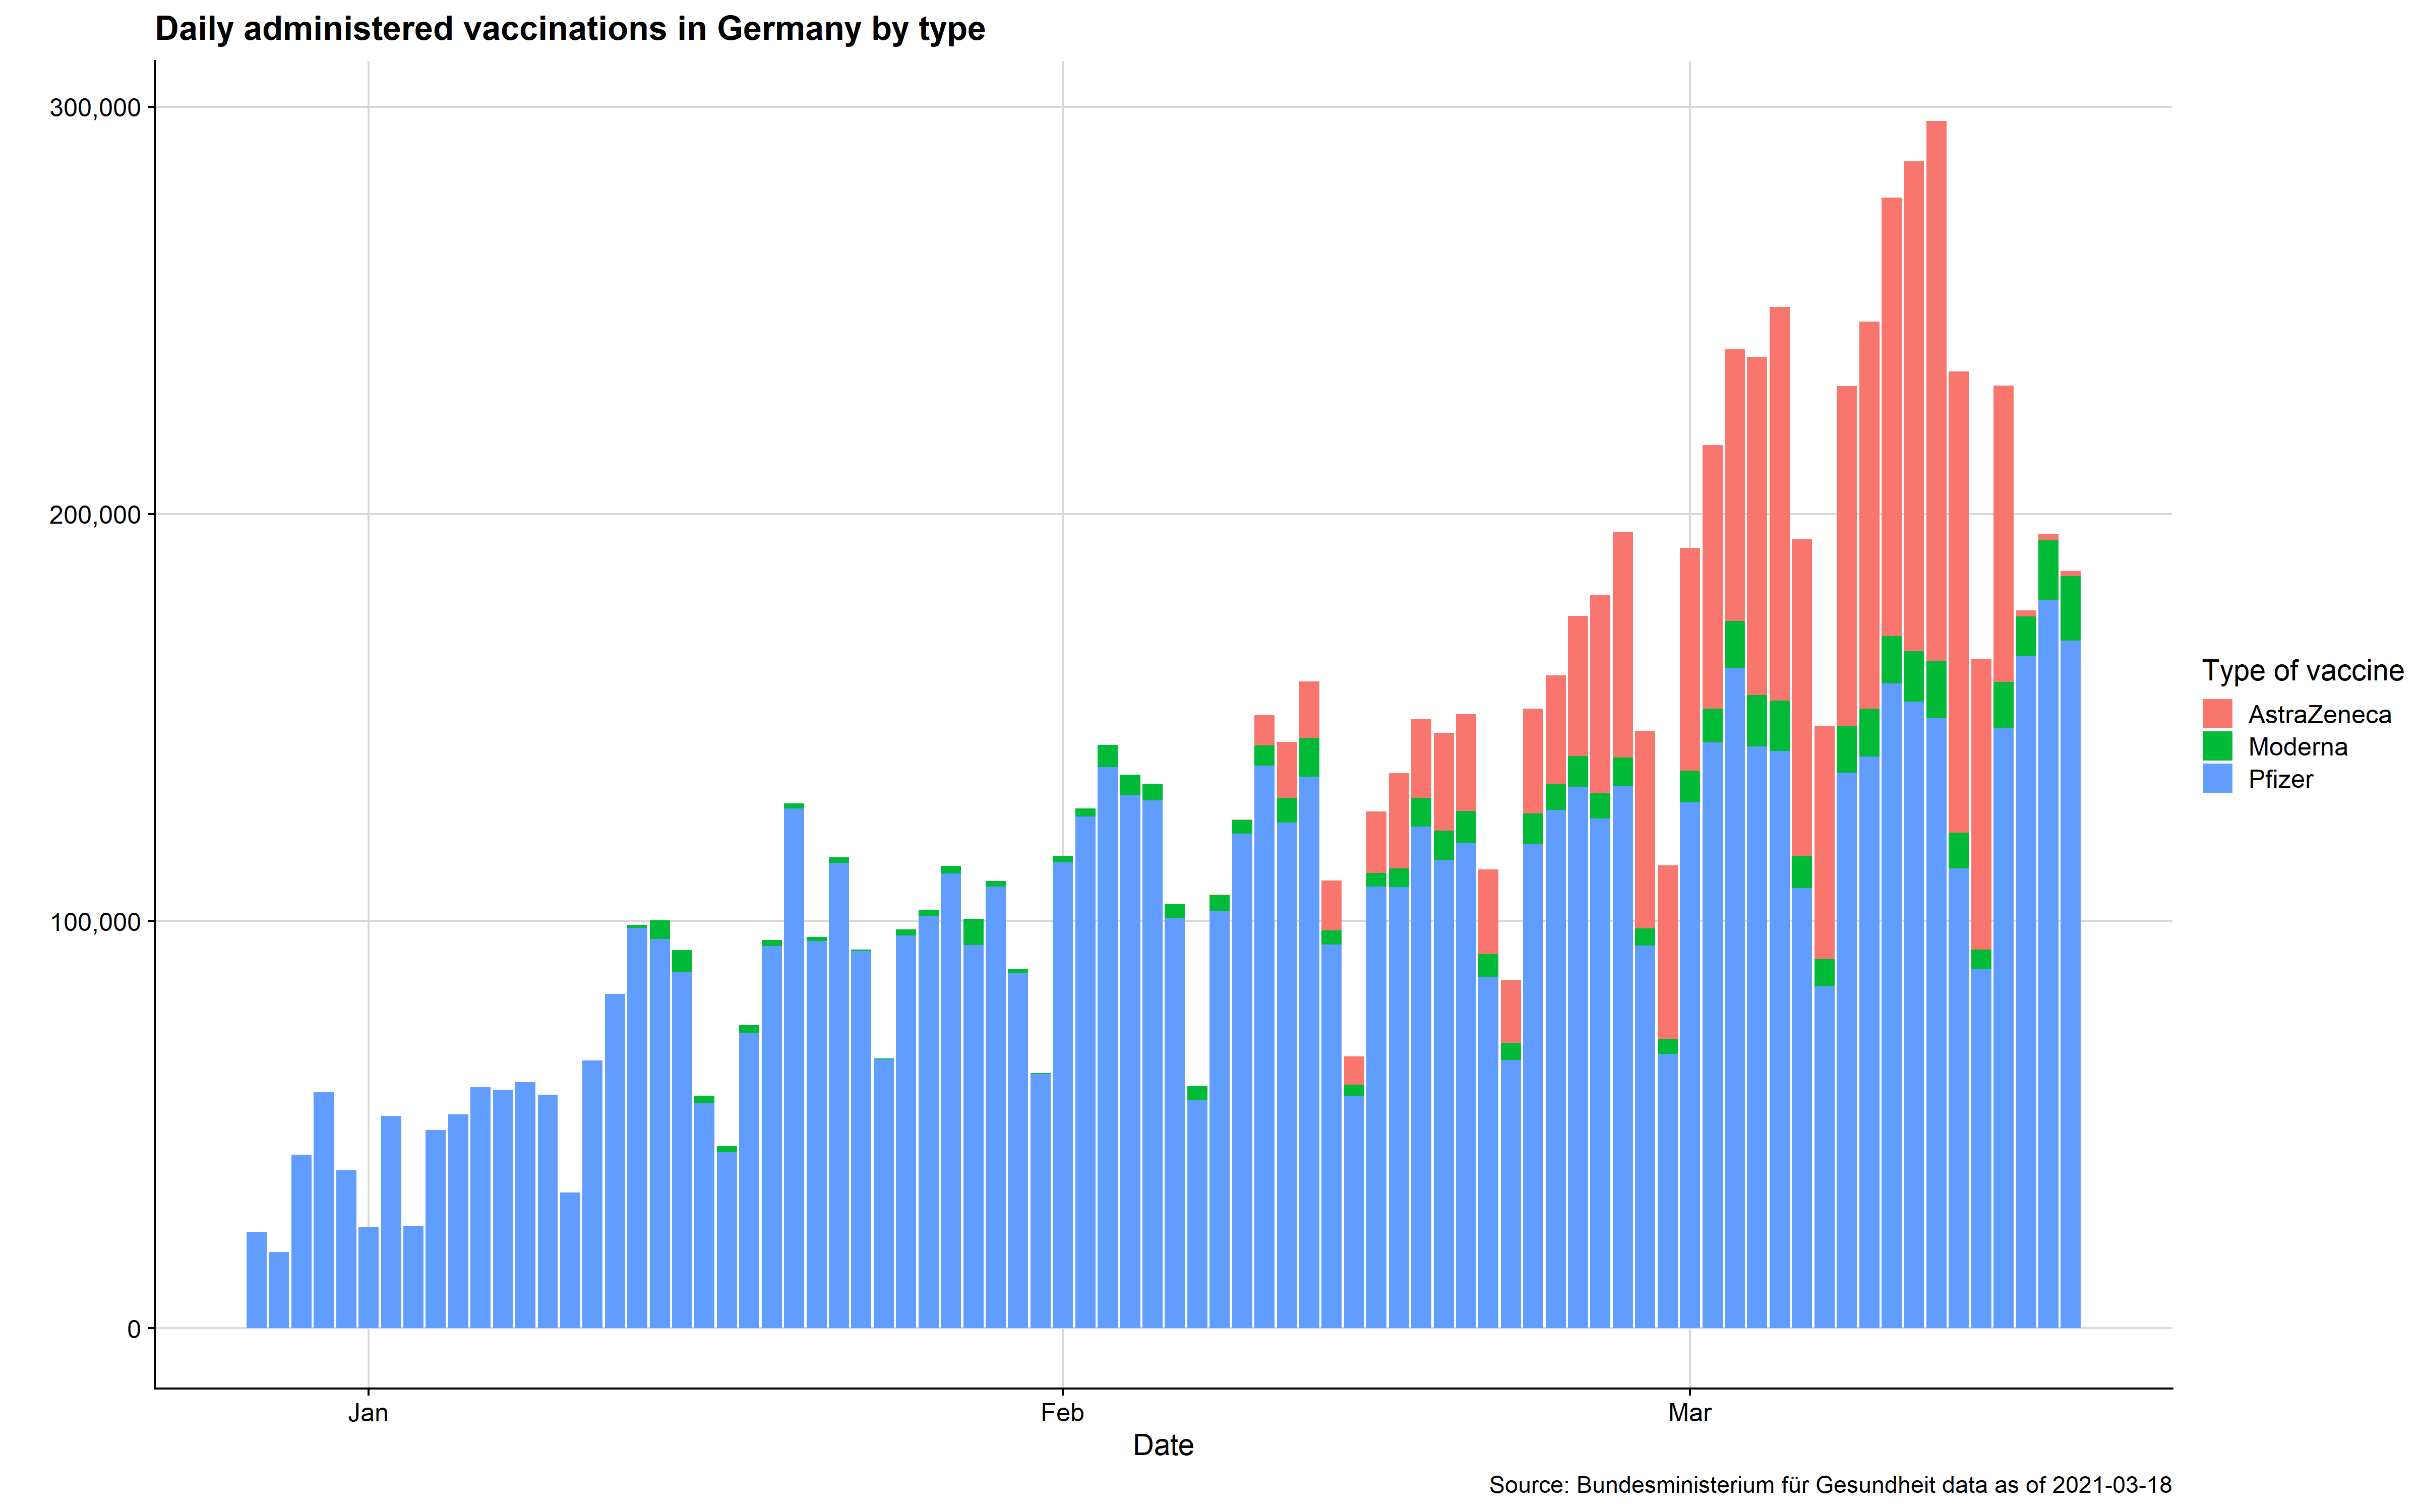 Daily administered vaccinations in Germany by type
300,000
200,000
100,000
0
Jan
Feb
Mar
Date
Type of vaccine
AstraZeneca
Moderna
Pfizer
Source: Bundesministerium für Gesundheit data as of 2021-03-18